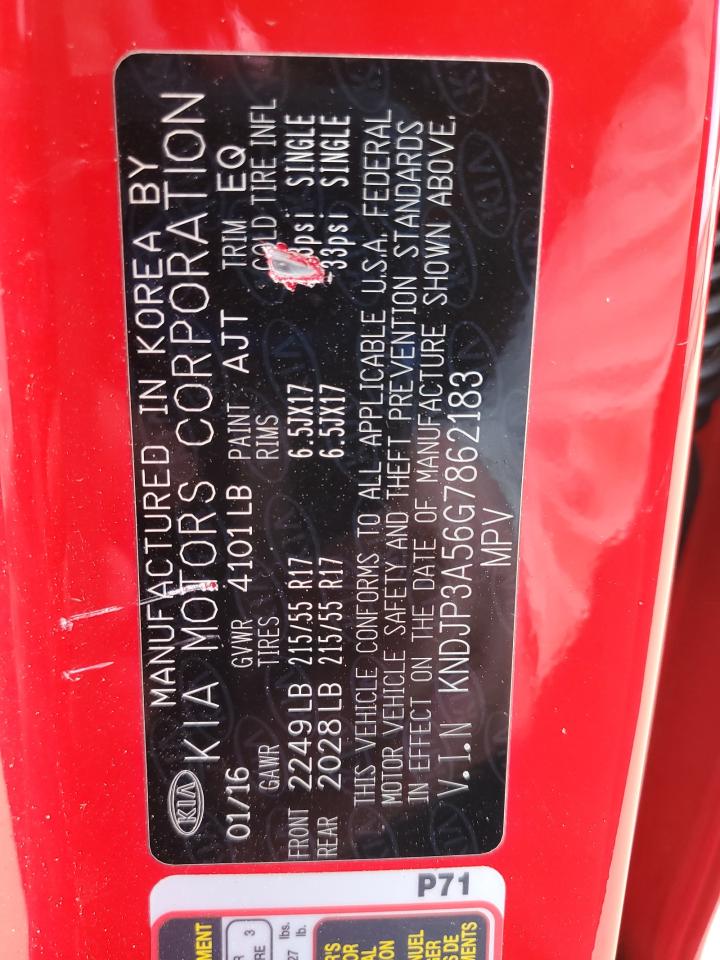 KIA MANUFACTURED IN KOREA BY
KIA MOTORS CORPORATION
01/16 GVWR 4101LB PAINT AJT TRIM EQ
GAWR TIRES RIMS COLD TIRE INFL
FRONT 2249LB 215/55 R17 6.5JX17 psi SINGLE
REAR 2028LB 215/55 R17 6.5JX17 33psi SINGLE
THIS VEHICLE CONFORMS TO ALL APPLICABLE U.S.A. FEDERAL
MOTOR VEHICLE SAFETY AND THEFT PREVENTION STANDARDS
IN EFFECT ON THE DATE OF MANUFACTURE SHOWN ABOVE.
V.I.N KNDJP3A56G7862183
MPV
P71